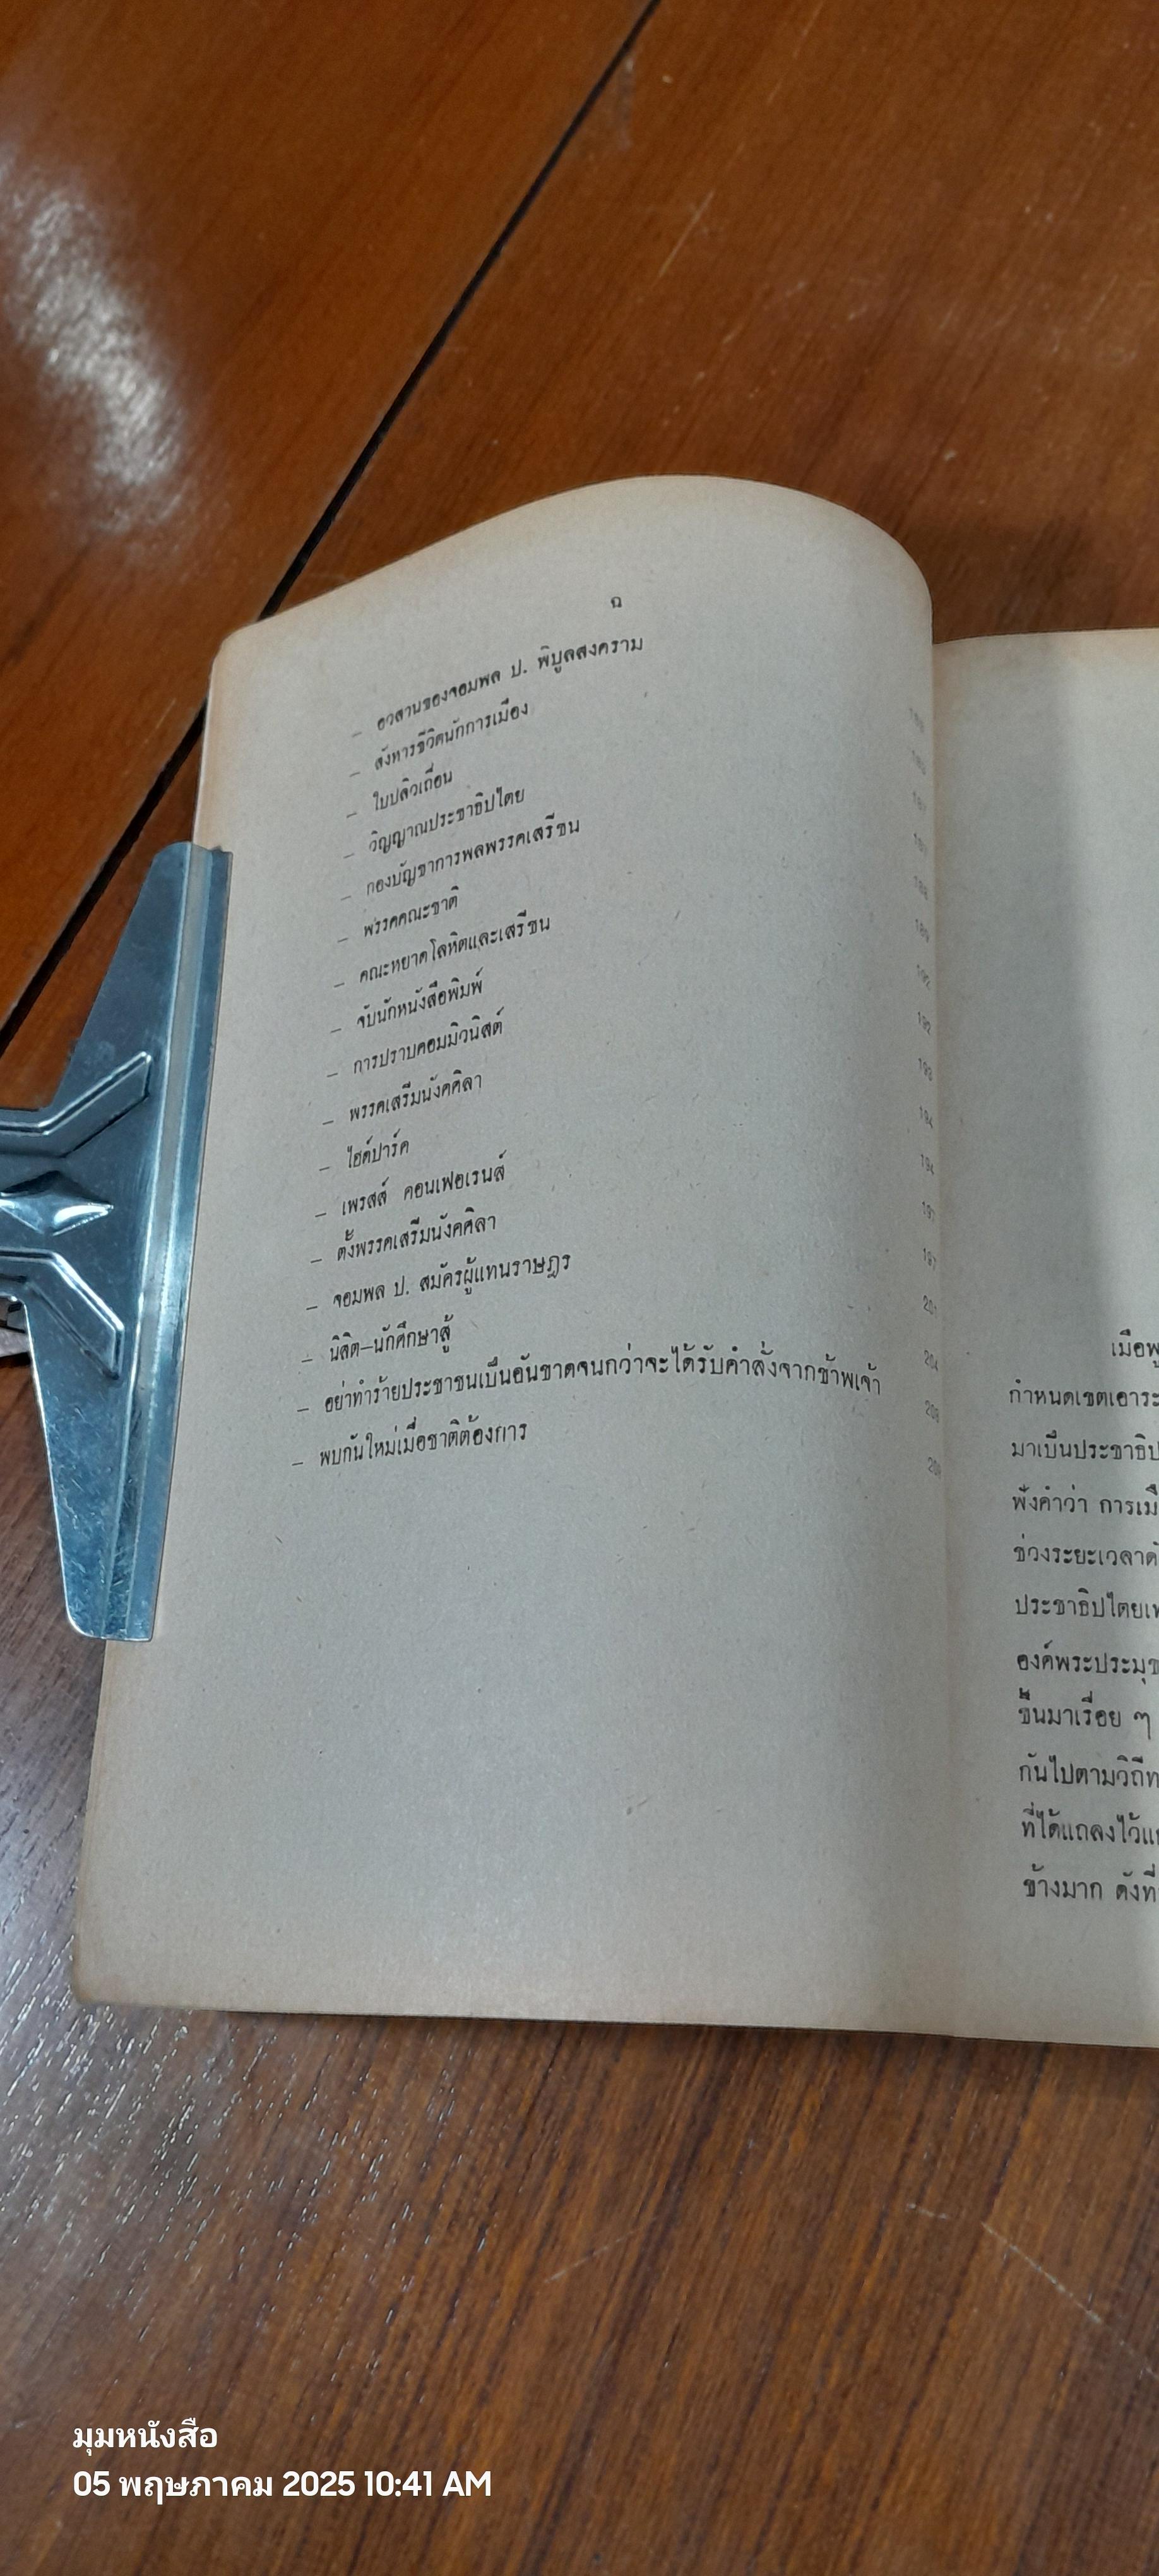 ฉ
— อวสานของจอมพล ป. พิบูลสงคราม
— สังหารชีวิตนักการเมือง
— ใบปลิวเถื่อน
— วิญญาณประชาธิปไตย
— กองบัญชาการพลพรรคเสรีชน 188
— พรรคคณะชาติ 189
— คณะหยาดโลหิตและเสรีชน
— จับนักหนังสือพิมพ์ 192
— การปราบคอมมิวนิสต์ 193
— พรรคเสรีมนังคศิลา 194
— ไฮด์ปาร์ค 194
— เพรสส์ คอนเฟอเรนส์ 197
— ตั้งพรรคเสรีมนังคศิลา 197
— จอมพล ป. สมัครผู้แทนราษฎร 201
— นิสิต–นักศึกษาสู้ 204
— อย่าทำร้ายประชาชนเป็นอันขาดจนกว่าจะได้รับคำสั่งจากข้าพเจ้า
— พบกันใหม่เมื่อชาติต้องการ
เมื่อพู
กำหนดเขตเอาระ
มาเป็นประชาธิป
ฟังคำว่า การเมื
ช่วงระยะเวลาดั
ประชาธิปไตยเพ
องค์พระประมุข
ขึ้นมาเรื่อย ๆ
กันไปตามวิถีท
ที่ได้แถลงไว้แ
ข้างมาก ดังที่
มุมหนังสือ
05 พฤษภาคม 2025 10:41 AM